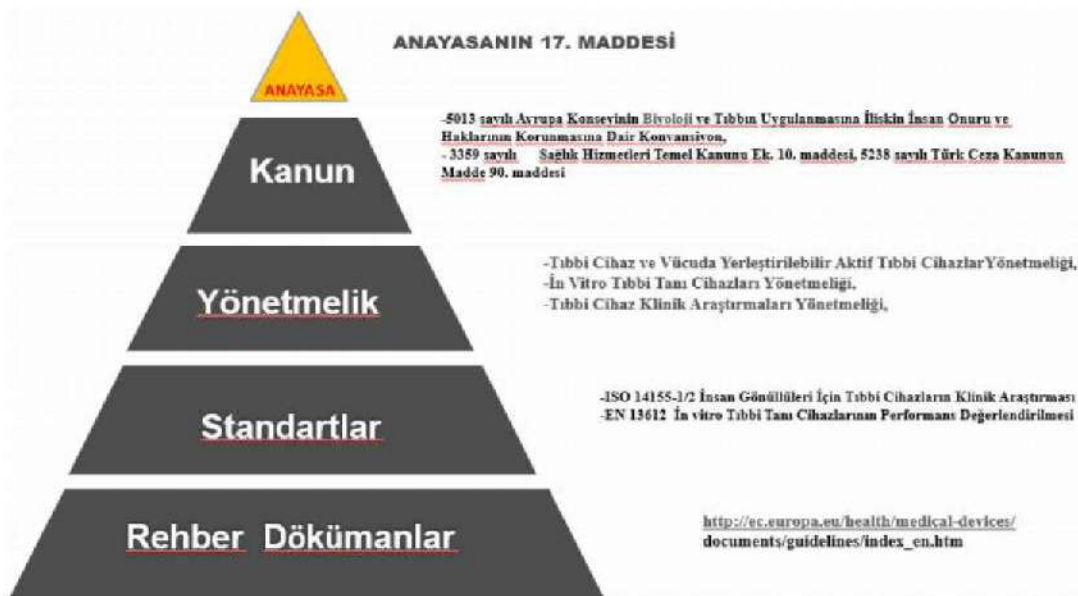 ANAYASANIN 17. MADDESİ
ANAYASA
-5013 sayılı Avrupa Konseyinin Biyoloji ve Tıbbın Uygulanmasına İlişkin İnsan Onuru ve
Haklarının Korunmasına Dair Konvansiyon,
- 3359 sayılı Sağlık Hizmetleri Temel Kanunu Ek. 10. maddesi, 5238 sayılı Türk Ceza Kanunun
Madde 90. maddesi
Kanun
-Tıbbi Cihaz ve Vücuda Yerleştirilebilir Aktif Tıbbi CihazlarYönetmeliği,
-İn Vitro Tıbbi Tanı Cihazları Yönetmeliği,
-Tıbbi Cihaz Klinik Araştırmaları Yönetmeliği,
Yönetmelik
-ISO 14155-1/2 İnsan Gönüllüleri İçin Tıbbi Cihazların Klinik Araştırması
-EN 13612 İn vitro Tıbbi Tanı Cihazlarının Performans Değerlendirilmesi
Standartlar
Rehber Dökümanlar
http://ec.europa.eu/health/medical-devices/
documents/guidelines/index_en.htm